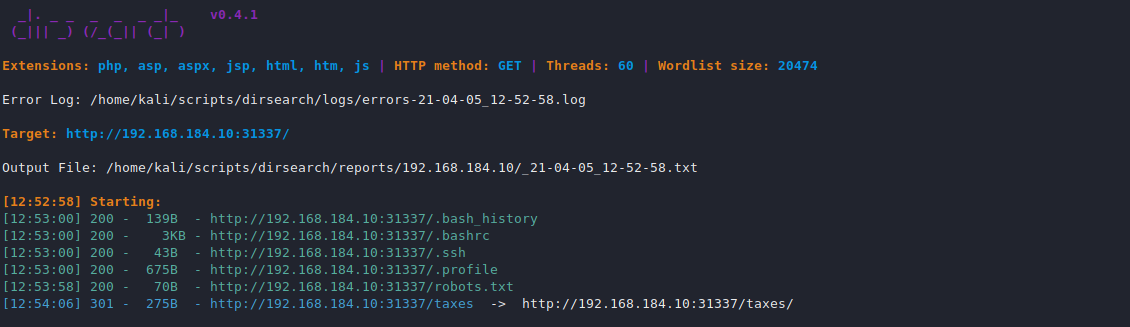 _|. _ _  _  _  _ _|_    v0.4.1
(_||| _) (/_(_|| (_| )
Extensions: php, asp, aspx, jsp, html, htm, js | HTTP method: GET | Threads: 60 | Wordlist size: 20474
Error Log: /home/kali/scripts/dirsearch/logs/errors-21-04-05_12-52-58.log
Target: http://192.168.184.10:31337/
Output File: /home/kali/scripts/dirsearch/reports/192.168.184.10/_21-04-05_12-52-58.txt
[12:52:58] Starting:
[12:53:00] 200 -  139B  - http://192.168.184.10:31337/.bash_history
[12:53:00] 200 -    3KB - http://192.168.184.10:31337/.bashrc
[12:53:00] 200 -   43B  - http://192.168.184.10:31337/.ssh
[12:53:00] 200 -  675B  - http://192.168.184.10:31337/.profile
[12:53:58] 200 -   70B  - http://192.168.184.10:31337/robots.txt
[12:54:06] 301 -  275B  - http://192.168.184.10:31337/taxes  ->  http://192.168.184.10:31337/taxes/